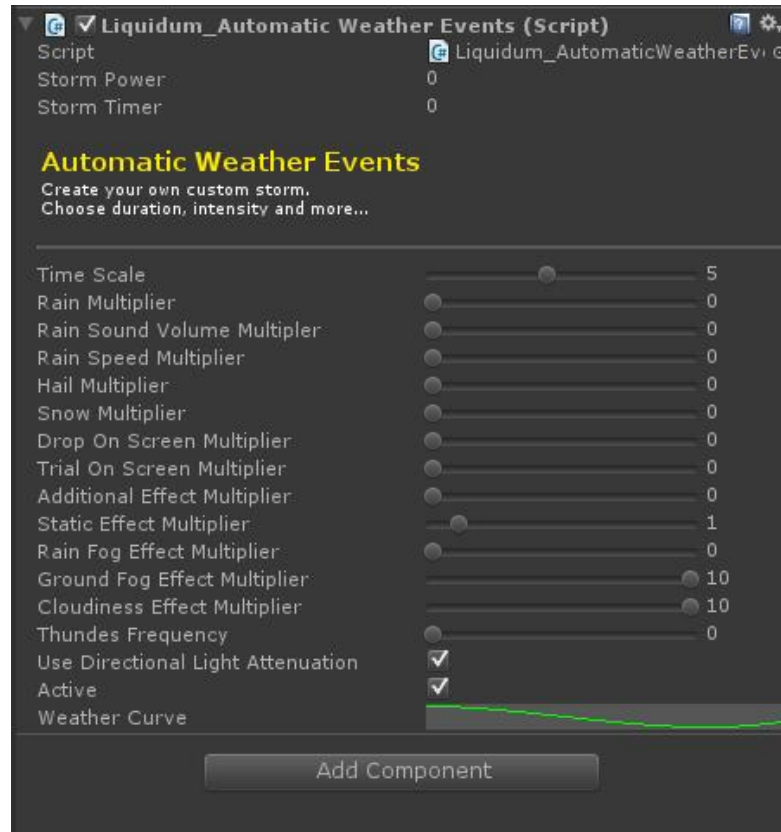 Liquidum_Automatic Weather Events (Script)
Script Liquidum_AutomaticWeatherEv
Storm Power 0
Storm Timer 0
Automatic Weather Events
Create your own custom storm.
Choose duration, intensity and more...
Time Scale 5
Rain Multiplier 0
Rain Sound Volume Multipler 0
Rain Speed Multiplier 0
Hail Multiplier 0
Snow Multiplier 0
Drop On Screen Multiplier 0
Trial On Screen Multiplier 0
Additional Effect Multiplier 0
Static Effect Multiplier 1
Rain Fog Effect Multiplier 0
Ground Fog Effect Multiplier 10
Cloudiness Effect Multiplier 10
Thundes Frequency 0
Use Directional Light Attenuation
Active
Weather Curve
Add Component